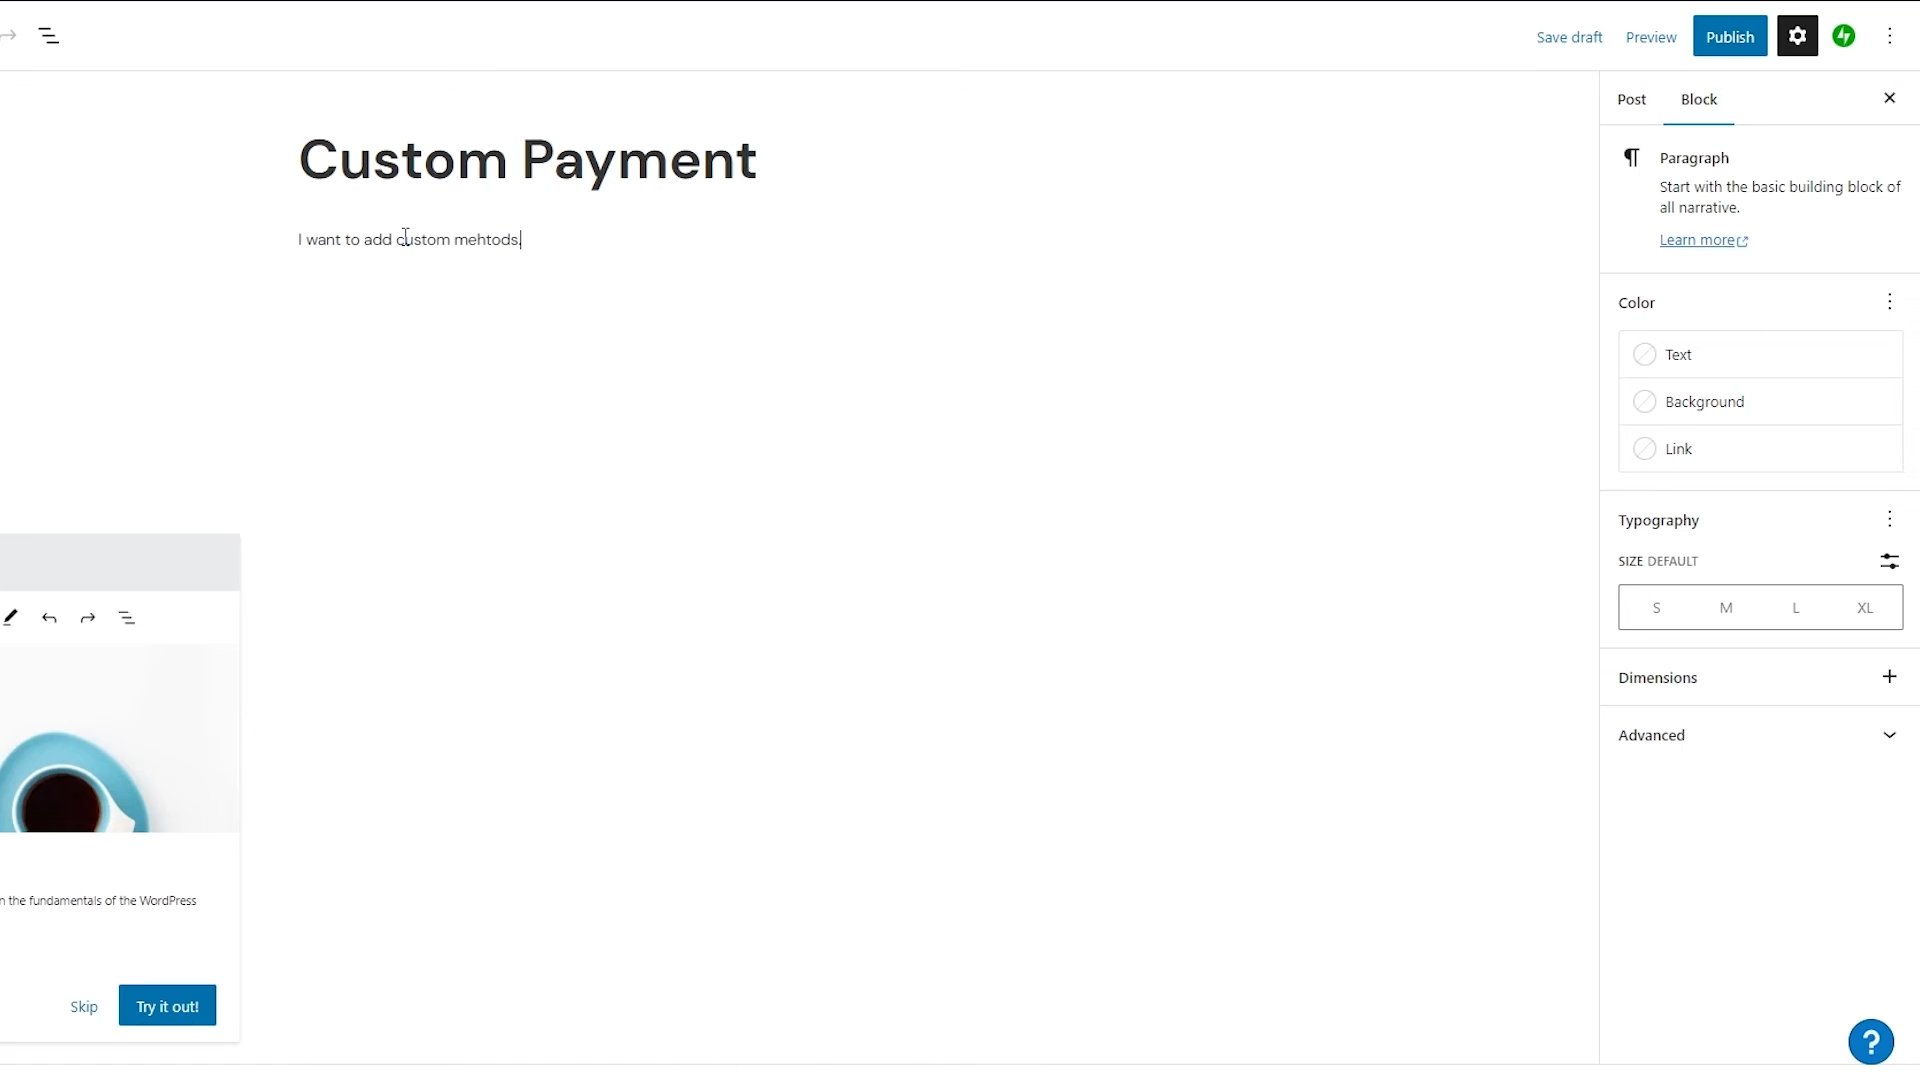 Save draft
Preview
Publish
Post
Block
Custom Payment
Paragraph
Start with the basic building block of
all narrative.
Learn more
I want to add custom mehtods.
Color
Text
Background
Link
Typography
SIZE DEFAULT
S M L XL
Dimensions
Advanced
n the fundamentals of the WordPress
Skip
Try it out!
?